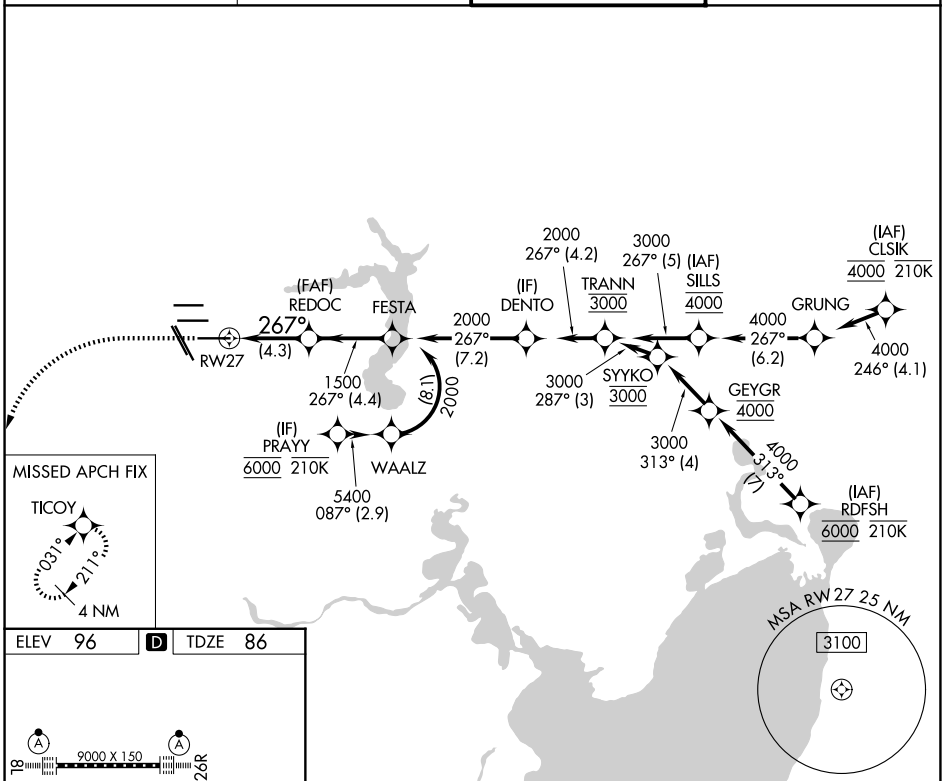 (IAF)
CLSIK
4000 210K
2000
267° (4.2)
3000
267° (5)
(IAF)
SILLS
4000
TRANN
3000
(IF)
DENTO
GRUNG
(FAF)
REDOC
FESTA
267°
(4.3)
RW27
2000
267°
(7.2)
4000
267°
(6.2)
4000
246° (4.1)
1500
267° (4.4)
(8.1)
2000
3000
287° (3)
SYYKO
3000
GEYGR
4000
(IF)
PRAYY
6000 210K
WAALZ
5400
087° (2.9)
3000
313° (4)
4000
313°
(7)
(IAF)
RDFSH
6000 210K
MISSED APCH FIX
TICOY
031°
211°
4 NM
MSA RW 27 25 NM
3100
ELEV 96 D TDZE 86
A
A
9000 X 150
8L
26R